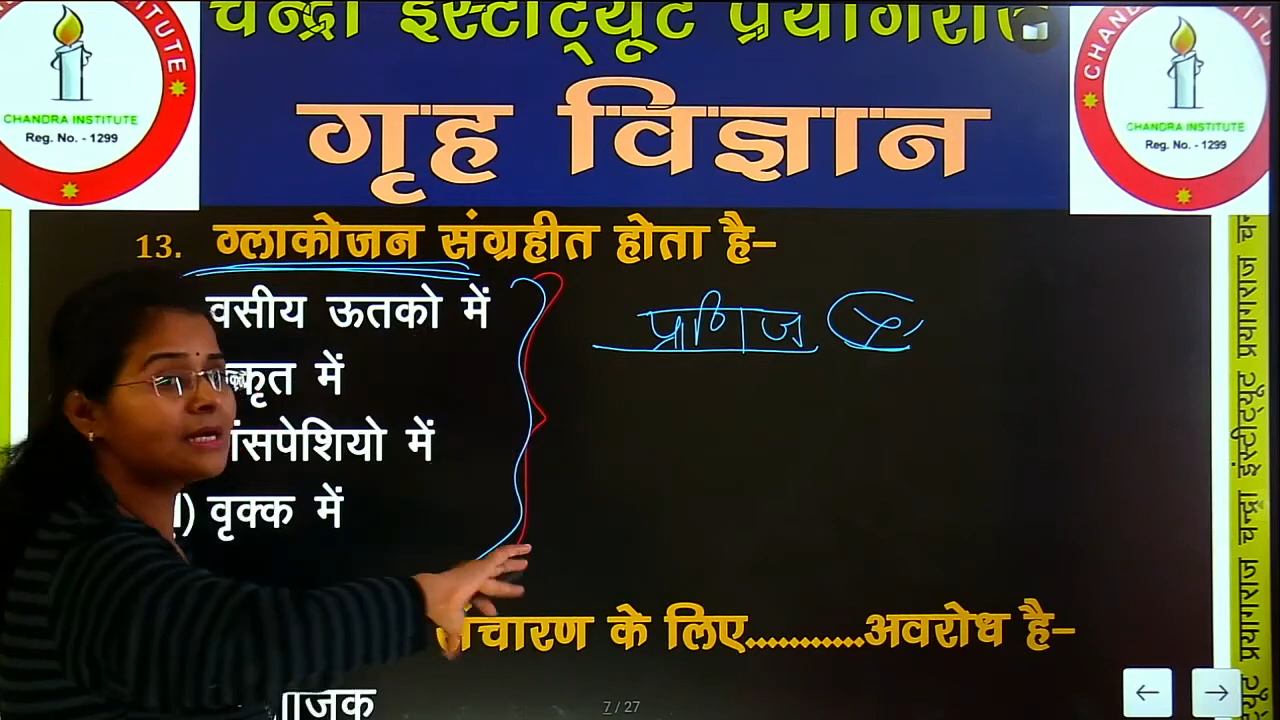 चन्द्रा इंस्टीट्यूट प्रयागराज
गृह विज्ञान
CHANDRA INSTITUTE
Reg. No. - 1299
CHANDRA INSTITUTE
Reg. No. - 1299
13. ग्लाकोजन संग्रहीत होता है-
वसीय ऊतको में
कृत में
ांसपेशियो में
वृक्क में
प्राणिज
चारण के लिए...........अवरोध है-
7 / 27
चन्द्रा इंस्टीट्यूट प्रयागराज